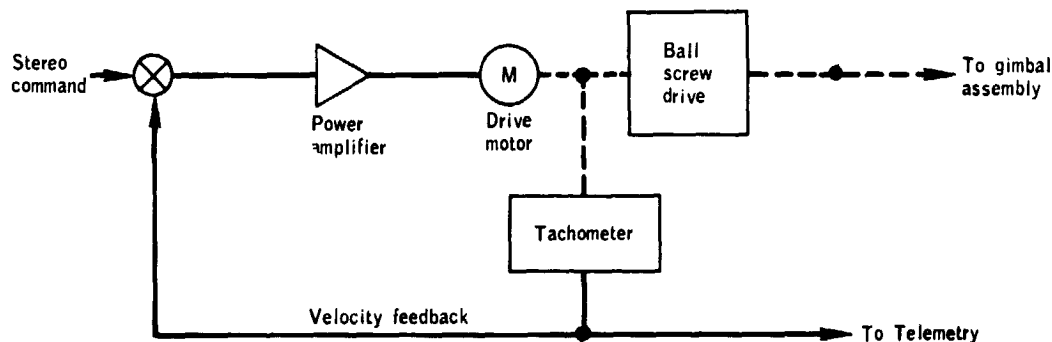 Stereo
command
Power
amplifier
M
Drive
motor
Ball
screw
drive
To gimbal
assembly
Tachometer
Velocity feedback
To Telemetry